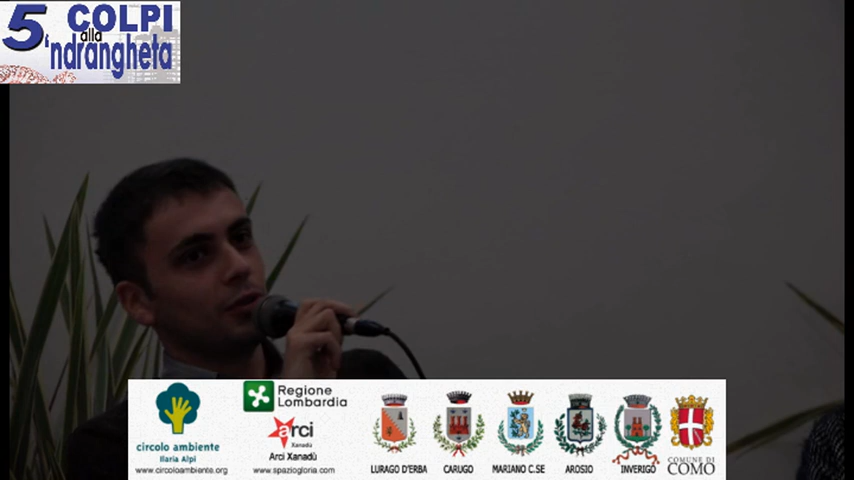 5 COLPI
alla
'ndrangheta
circolo ambiente
Ilaria Alpi
www.circoloambiente.org
Regione
Lombardia
arci
Xanadù
Arci Xanadù
www.spaziogloria.com
LURAGO D'ERBA
CARUGO
MARIANO C.SE
AROSIO
INVERIGO
COMUNE DI
COMO